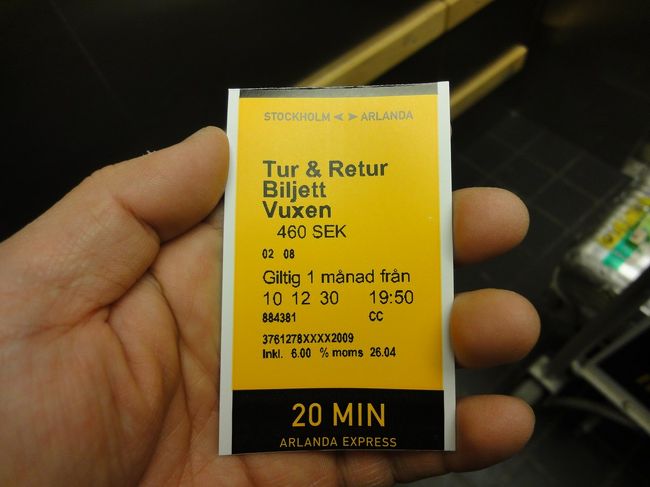 STOCKHOLM ◄ ► ARLANDA
Tur & Retur
Biljett
Vuxen
460 SEK
02 08
Giltig 1 månad från
10 12 30 19:50
884381 CC
3761278XXXX2009
Inkl. 6.00 % moms 26.04
20 MIN
ARLANDA EXPRESS